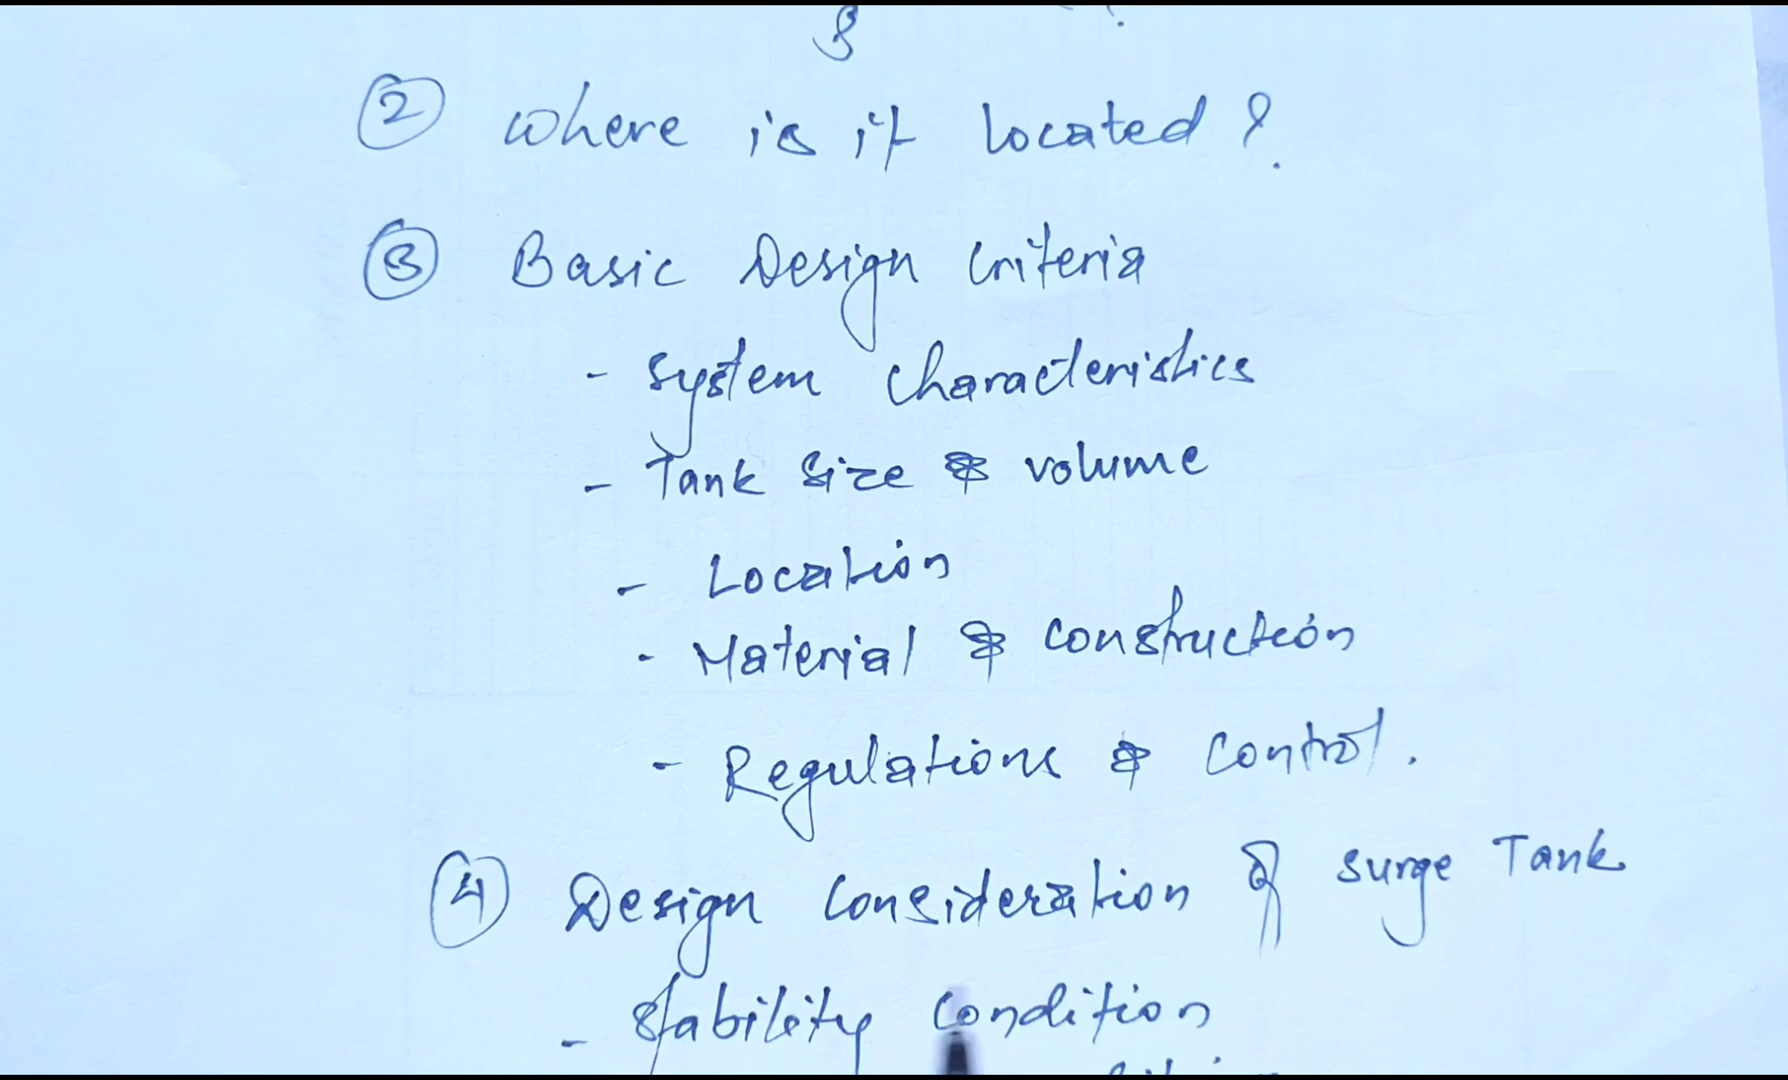 ② Where is it located ?
③ Basic Design Criteria
- System characteristics
- Tank Size & volume
- Location
- Material & construction
- Regulations & Control.
④ Design Consideration of Surge Tank
- Stability Condition